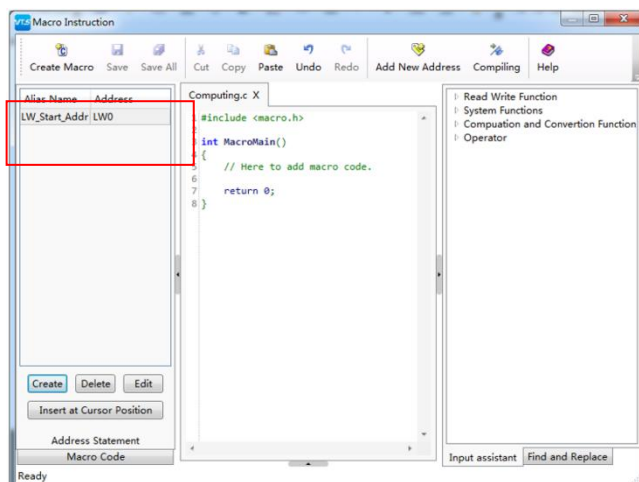 VTS Macro Instruction
Create Macro Save Save All Cut Copy Paste Undo Redo Add New Address Compiling Help
Alias Name Address
LW_Start_Addr LW0
Create Delete Edit
Insert at Cursor Position
Address Statement
Macro Code
Computing.c X
1 #include <macro.h>
2
3 int MacroMain()
4 {
5 // Here to add macro code.
6
7 return 0;
8 }
Read Write Function
System Functions
Compuation and Convertion Function
Operator
Input assistant Find and Replace
Ready